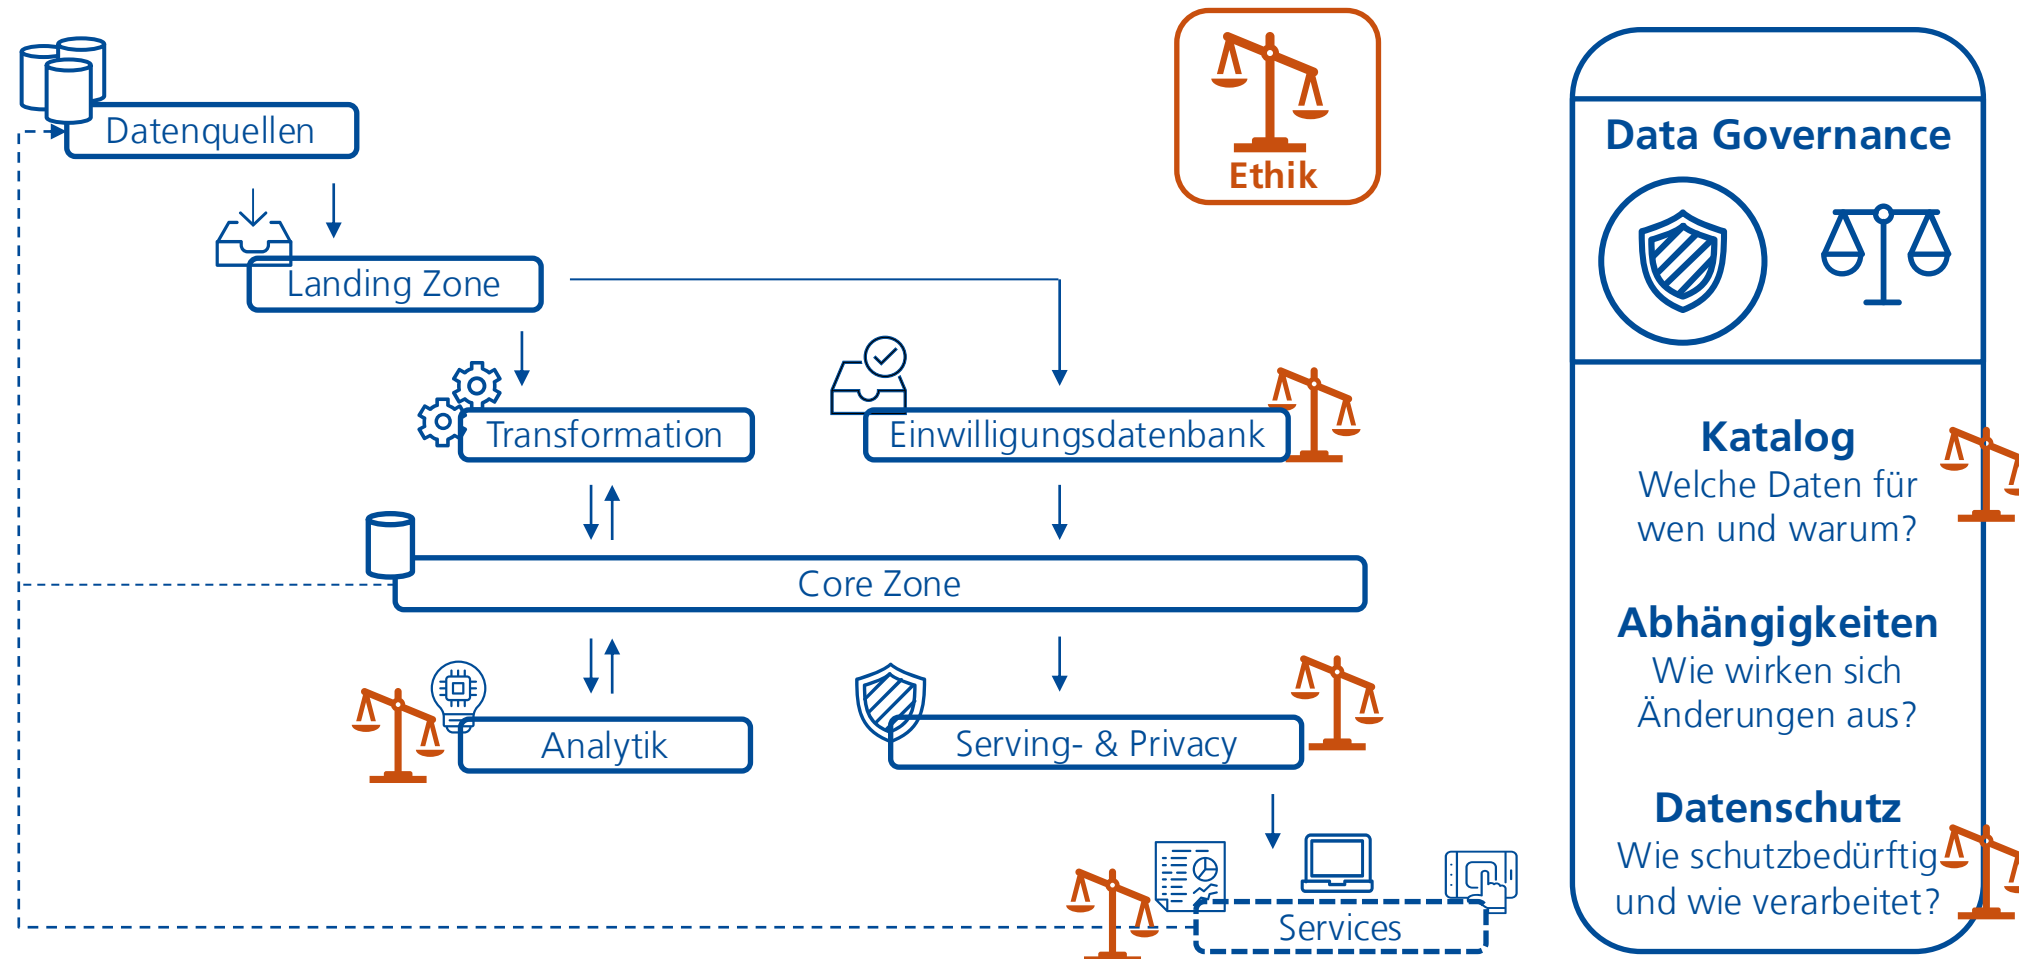 Datenquellen
Ethik
Landing Zone
Transformation
Einwilligungsdatenbank
Core Zone
Analytik
Serving- & Privacy
Services
Data Governance
Katalog
Welche Daten für
wen und warum?
Abhängigkeiten
Wie wirken sich
Änderungen aus?
Datenschutz
Wie schutzbedürftig
und wie verarbeitet?